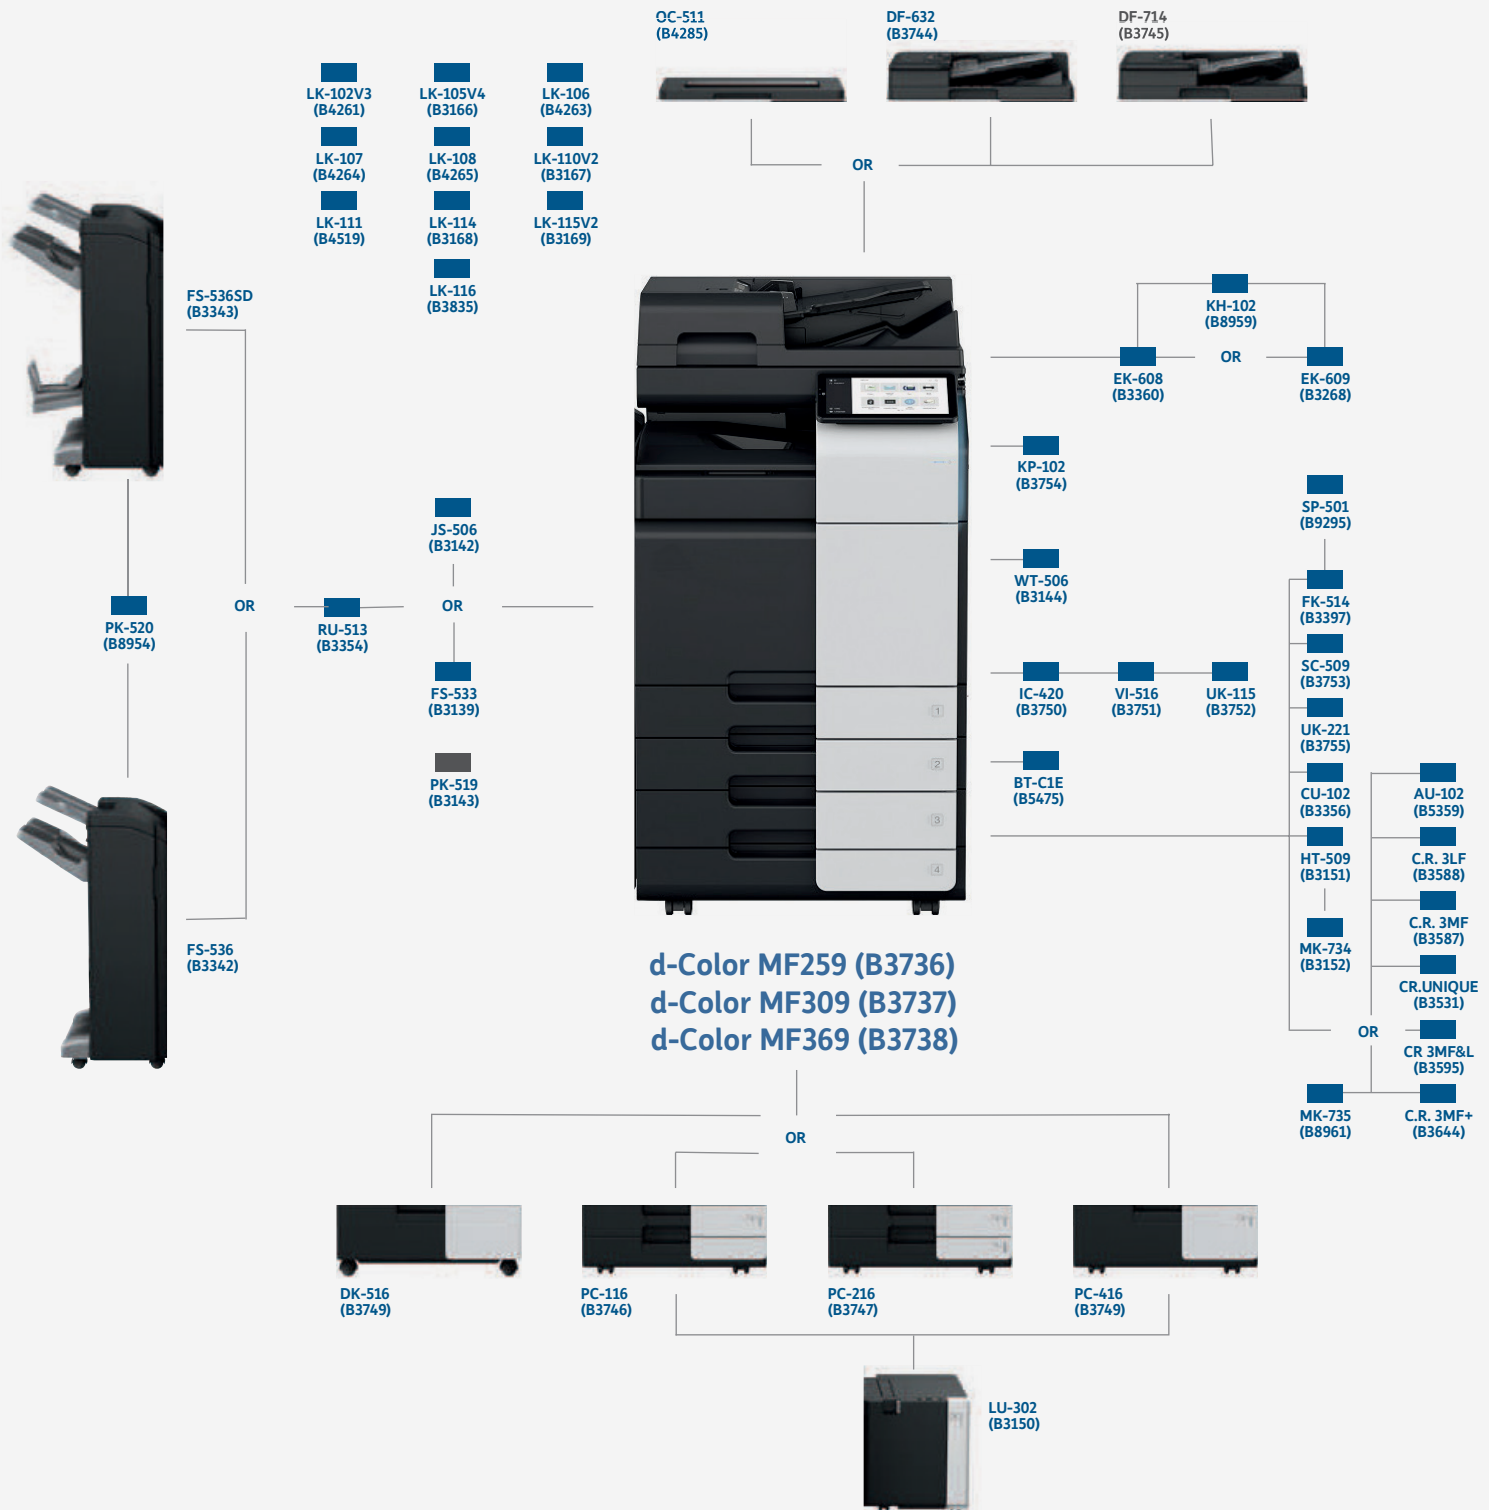 OC-511
(B4285)
DF-632
(B3744)
DF-714
(B3745)
LK-102V3
(B4261)
LK-105V4
(B3166)
LK-106
(B4263)
LK-107
(B4264)
LK-108
(B4265)
LK-110V2
(B3167)
LK-111
(B4519)
LK-114
(B3168)
LK-115V2
(B3169)
LK-116
(B3835)
OR
FS-536SD
(B3343)
KH-102
(B8959)
EK-608
(B3360)
OR
EK-609
(B3268)
KP-102
(B3754)
SP-501
(B9295)
JS-506
(B3142)
WT-506
(B3144)
FK-514
(B3397)
PK-520
(B8954)
OR
RU-513
(B3354)
OR
SC-509
(B3753)
FS-533
(B3139)
IC-420
(B3750)
VI-516
(B3751)
UK-115
(B3752)
UK-221
(B3755)
PK-519
(B3143)
BT-C1E
(B5475)
CU-102
(B3356)
AU-102
(B5359)
HT-509
(B3151)
C.R. 3LF
(B3588)
C.R. 3MF
(B3587)
MK-734
(B3152)
CR.UNIQUE
(B3531)
OR
CR 3MF&L
(B3595)
MK-735
(B8961)
C.R. 3MF+
(B3644)
1
2
3
4
FS-536
(B3342)
d-Color MF259 (B3736)
d-Color MF309 (B3737)
d-Color MF369 (B3738)
OR
DK-516
(B3749)
PC-116
(B3746)
PC-216
(B3747)
PC-416
(B3749)
LU-302
(B3150)